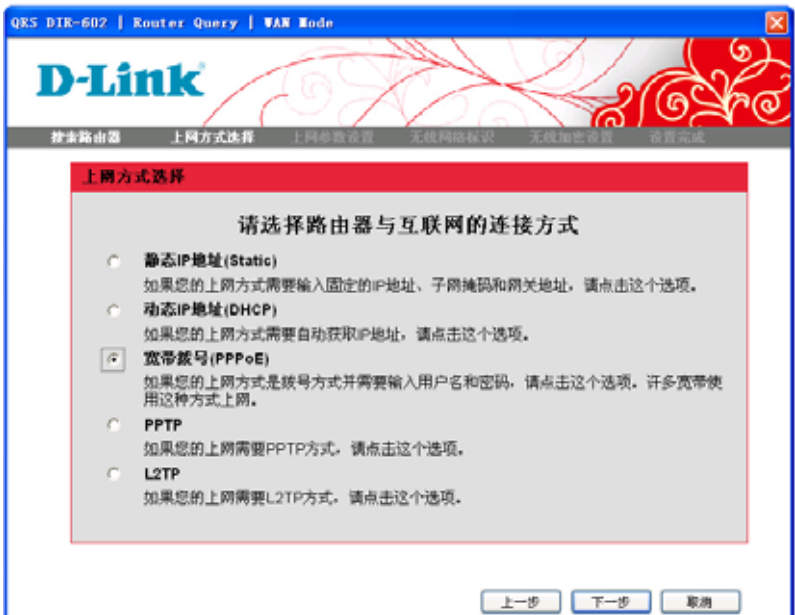 QRS DIR-602 | Router Query | WAN Mode
D-Link
搜索路由器 上网方式选择 上网参数设置 无线网络标识 无线加密设置 设置完成
上网方式选择
请选择路由器与互联网的连接方式
静态IP地址(Static)
如果您的上网方式需要输入固定的IP地址、子网掩码和网关地址，请点击这个选项。
动态IP地址(DHCP)
如果您的上网方式需要自动获取IP地址，请点击这个选项。
宽带拨号(PPPoE)
如果您的上网方式是拨号方式并需要输入用户名和密码，请点击这个选项。许多宽带使
用这种方式上网。
PPTP
如果您的上网需要PPTP方式，请点击这个选项。
L2TP
如果您的上网需要L2TP方式，请点击这个选项。
上一步 下一步 取消